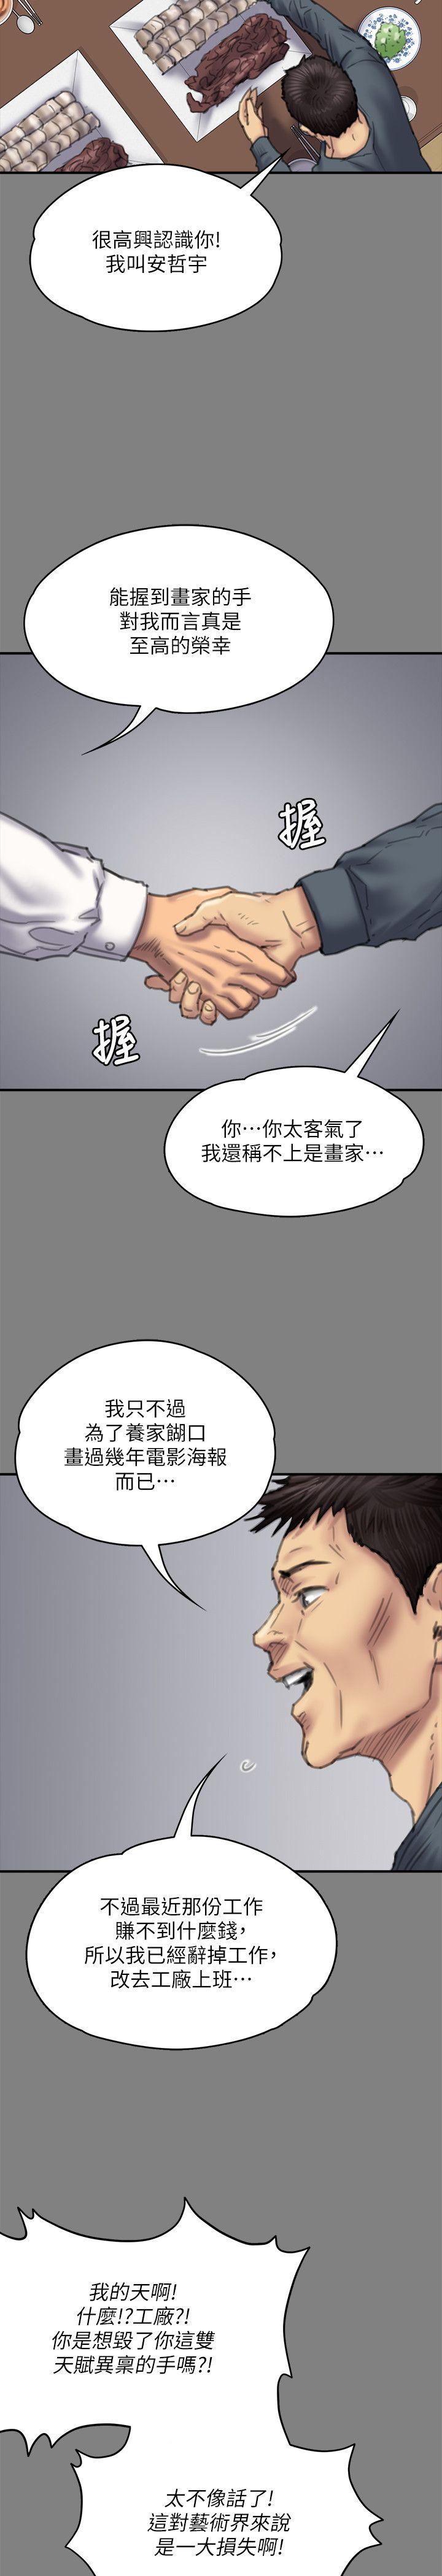 很高興認識你!
我叫安哲宇
能握到畫家的手
對我而言真是
至高的榮幸
握
握
你…你太客氣了
我還稱不上是畫家…
我只不過
為了養家餬口
畫過幾年電影海報
而已…
不過最近那份工作
賺不到什麼錢,
所以我已經辭掉工作,
改去工廠上班…
我的天啊!
什麼!?工廠?!
你是想毀了你這雙
天賦異稟的手嗎?!
太不像話了!
這對藝術界來說
是一大損失啊!